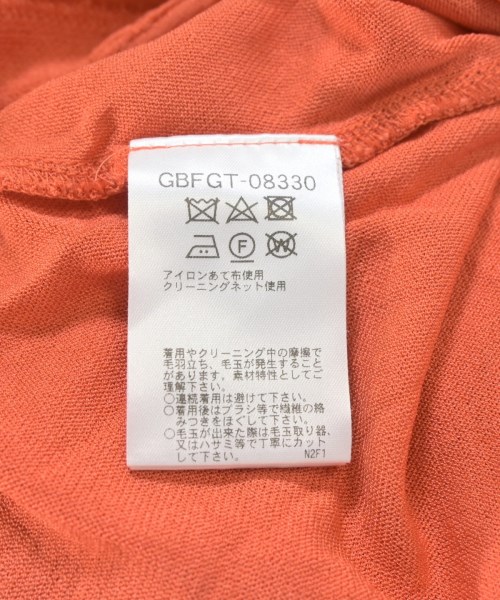 GBFGT-08330
F W
アイロンあて布使用
クリーニングネット使用
着用やクリーニング中の摩擦で
毛羽立ち、毛玉が発生すること
があります。素材特性としてご
理解下さい。
○連続着用は避けて下さい。
○着用後はブラシ等で繊維の絡
みつきをほぐして下さい。
○毛玉が出来た際は毛玉取り器、
又はハサミ等で丁寧にカット
して下さい。
N2F1